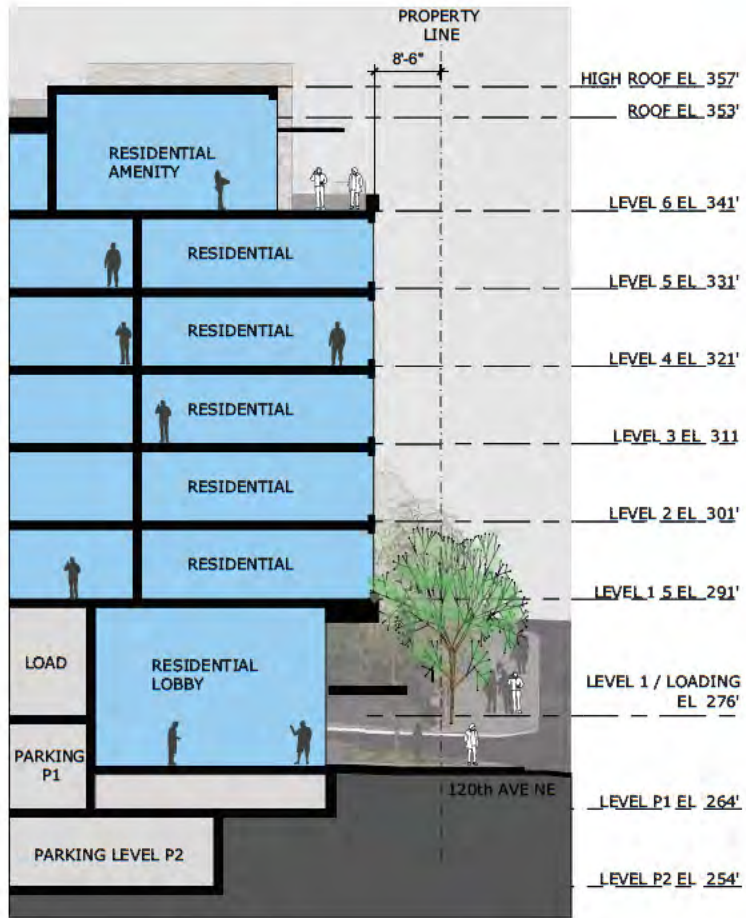 PROPERTY
LINE
8'-6"
HIGH ROOF EL 357'
ROOF EL 353'
RESIDENTIAL
AMENITY
LEVEL 6 EL 341'
RESIDENTIAL
LEVEL 5 EL 331'
RESIDENTIAL
LEVEL 4 EL 321'
RESIDENTIAL
LEVEL 3 EL 311
RESIDENTIAL
LEVEL 2 EL 301'
RESIDENTIAL
LEVEL 1 5 EL 291'
LOAD
RESIDENTIAL
LOBBY
LEVEL 1 / LOADING
EL 276'
PARKING
P1
120th AVE NE
LEVEL P1 EL 264'
PARKING LEVEL P2
LEVEL P2 EL 254'